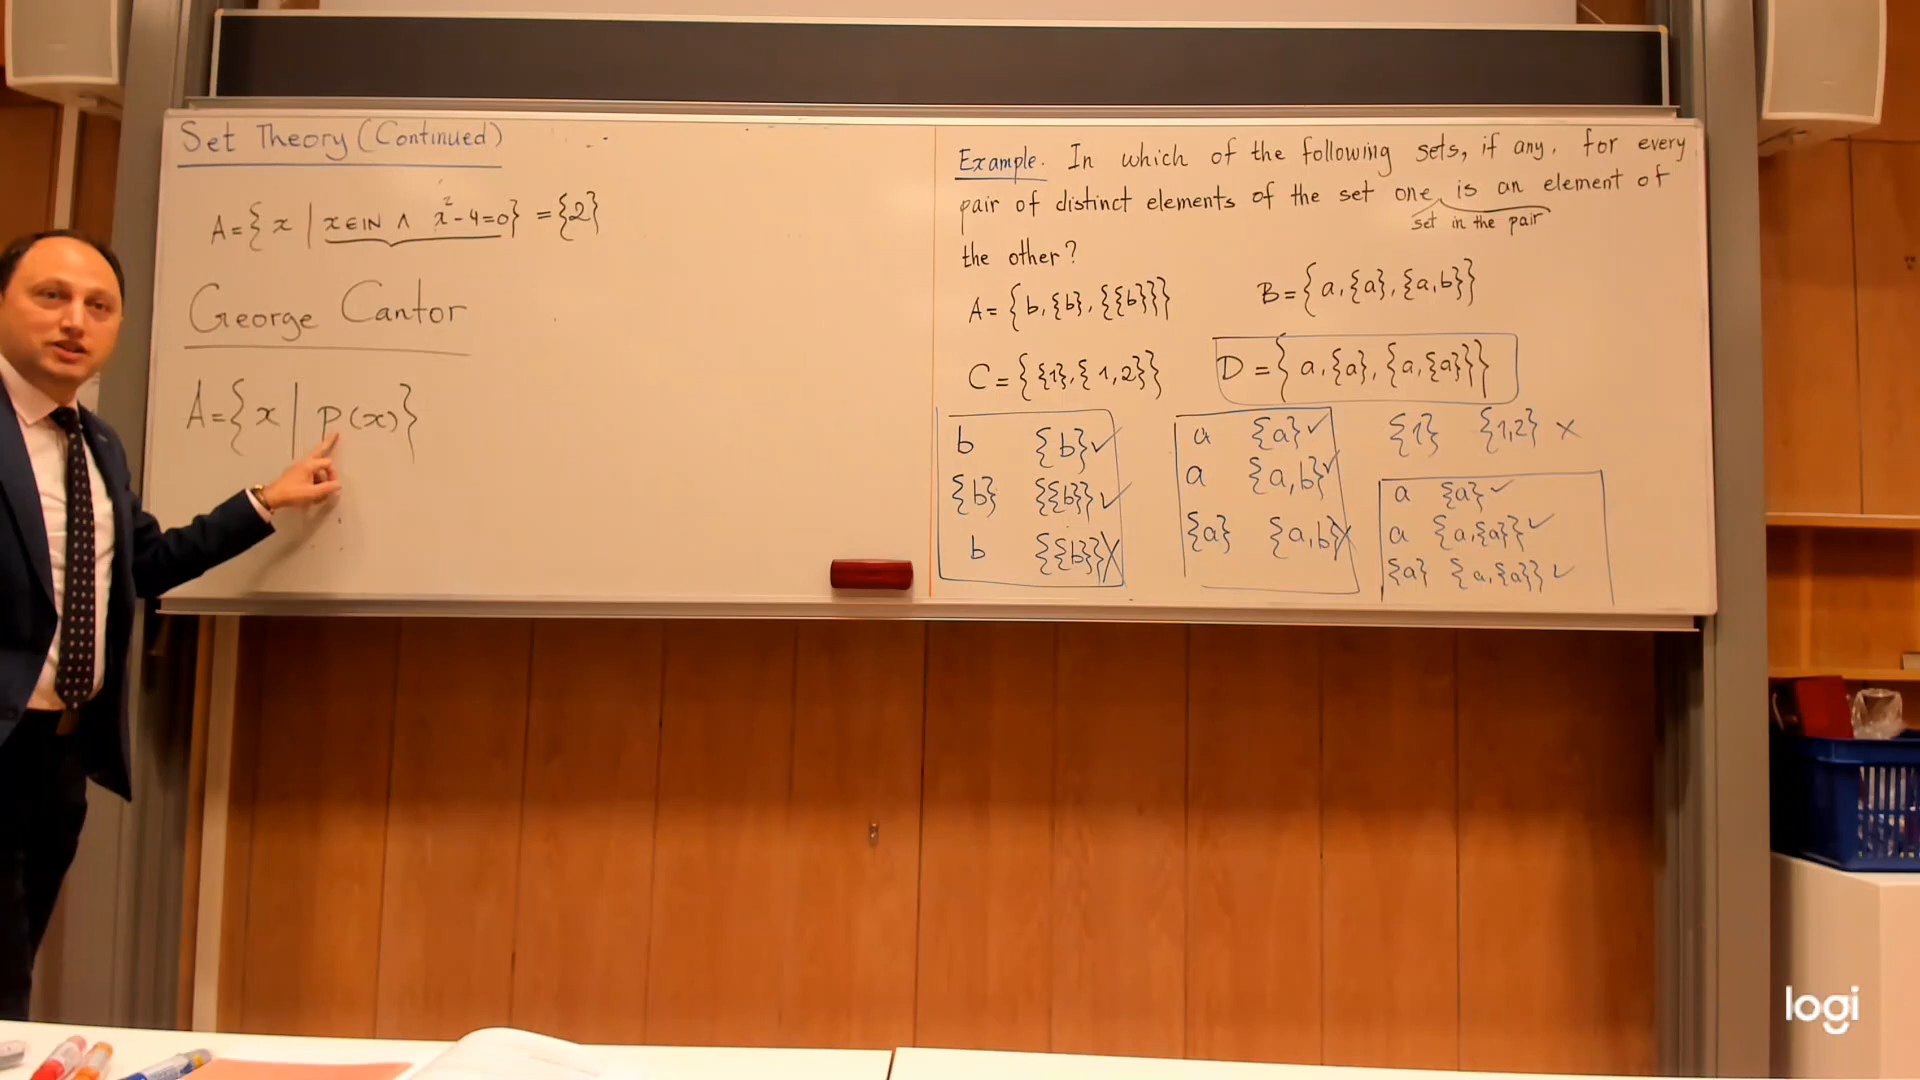 Set Theory (Continued)
A={x | x∈IN ∧ x²-4=0} = {2}
George Cantor
A={x | P(x)}
Example. In which of the following sets, if any, for every
pair of distinct elements of the set one is an element of
set in the pair
the other?
A={b,{b},{{b}}} B={a,{a},{a,b}}
C={{1},{1,2}} D={a,{a},{a,{a}}}
b {b} ✓
{b} {{b}} ✓
b {{b}} X
a {a} ✓
a {a,b} ✓
{a} {a,b} X
{1} {1,2} ×
a {a} ✓
a {a,{a}} ✓
{a} {a,{a}} ✓
logi